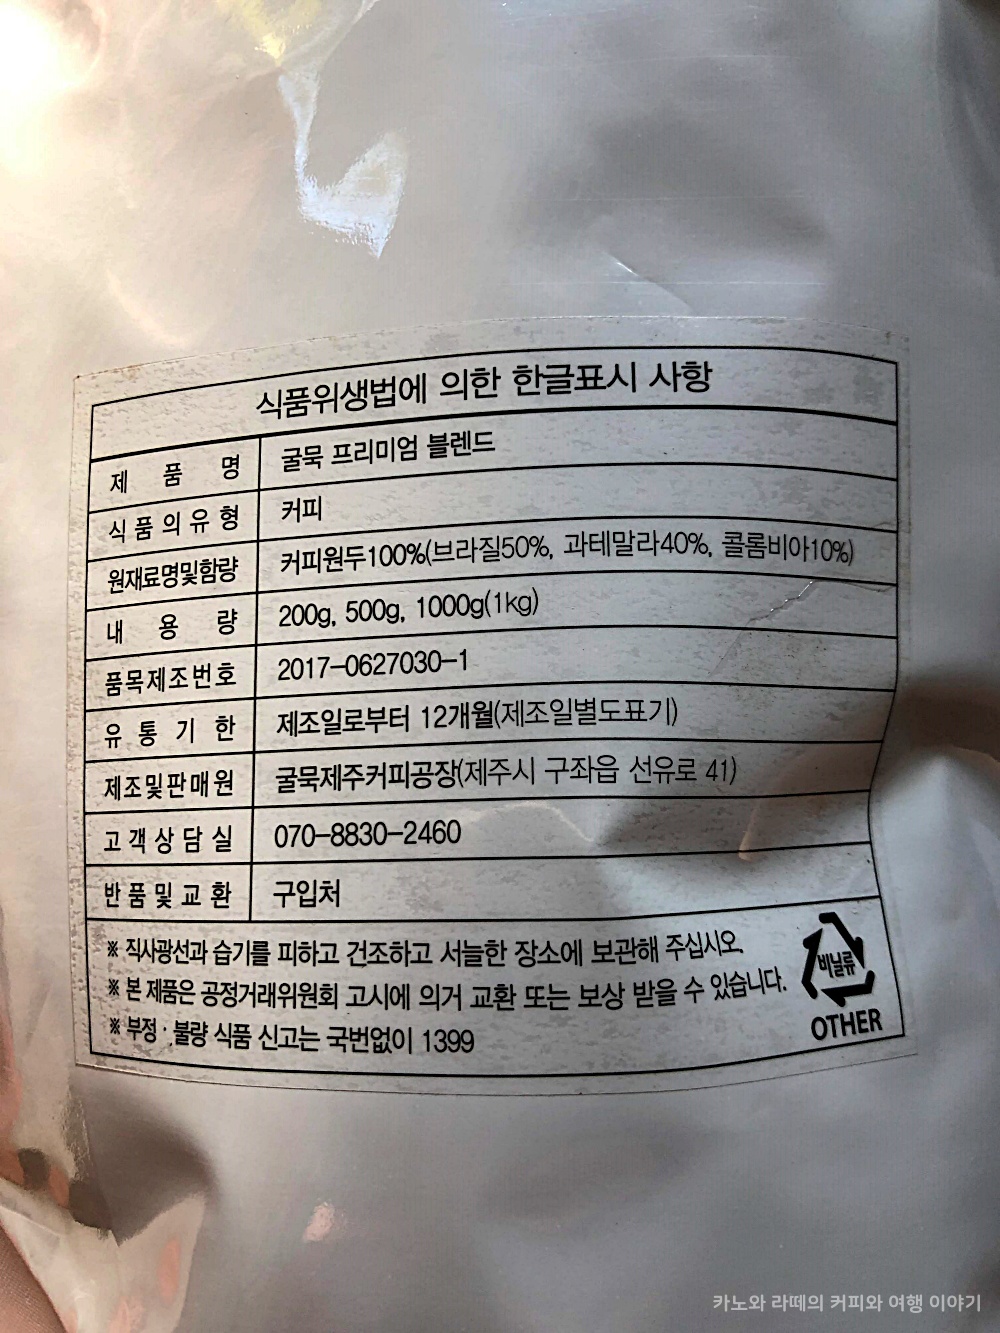 식품위생법에 의한 한글표시 사항
제 품 명 굴묵 프리미엄 블렌드
식품의유형 커피
원재료명및함량 커피원두100%(브라질50%, 과테말라40%, 콜롬비아10%)
내 용 량 200g, 500g, 1000g(1kg)
품목제조번호 2017-0627030-1
유 통 기 한 제조일로부터 12개월(제조일별도표기)
제조및판매원 굴묵제주커피공장(제주시 구좌읍 선유로 41)
고객상담실 070-8830-2460
반품및교환 구입처
※ 직사광선과 습기를 피하고 건조하고 서늘한 장소에 보관해 주십시오.
※ 본 제품은 공정거래위원회 고시에 의거 교환 또는 보상 받을 수 있습니다.
※ 부정·불량 식품 신고는 국번없이 1399
비닐류
OTHER
카노와 라떼의 커피와 여행 이야기